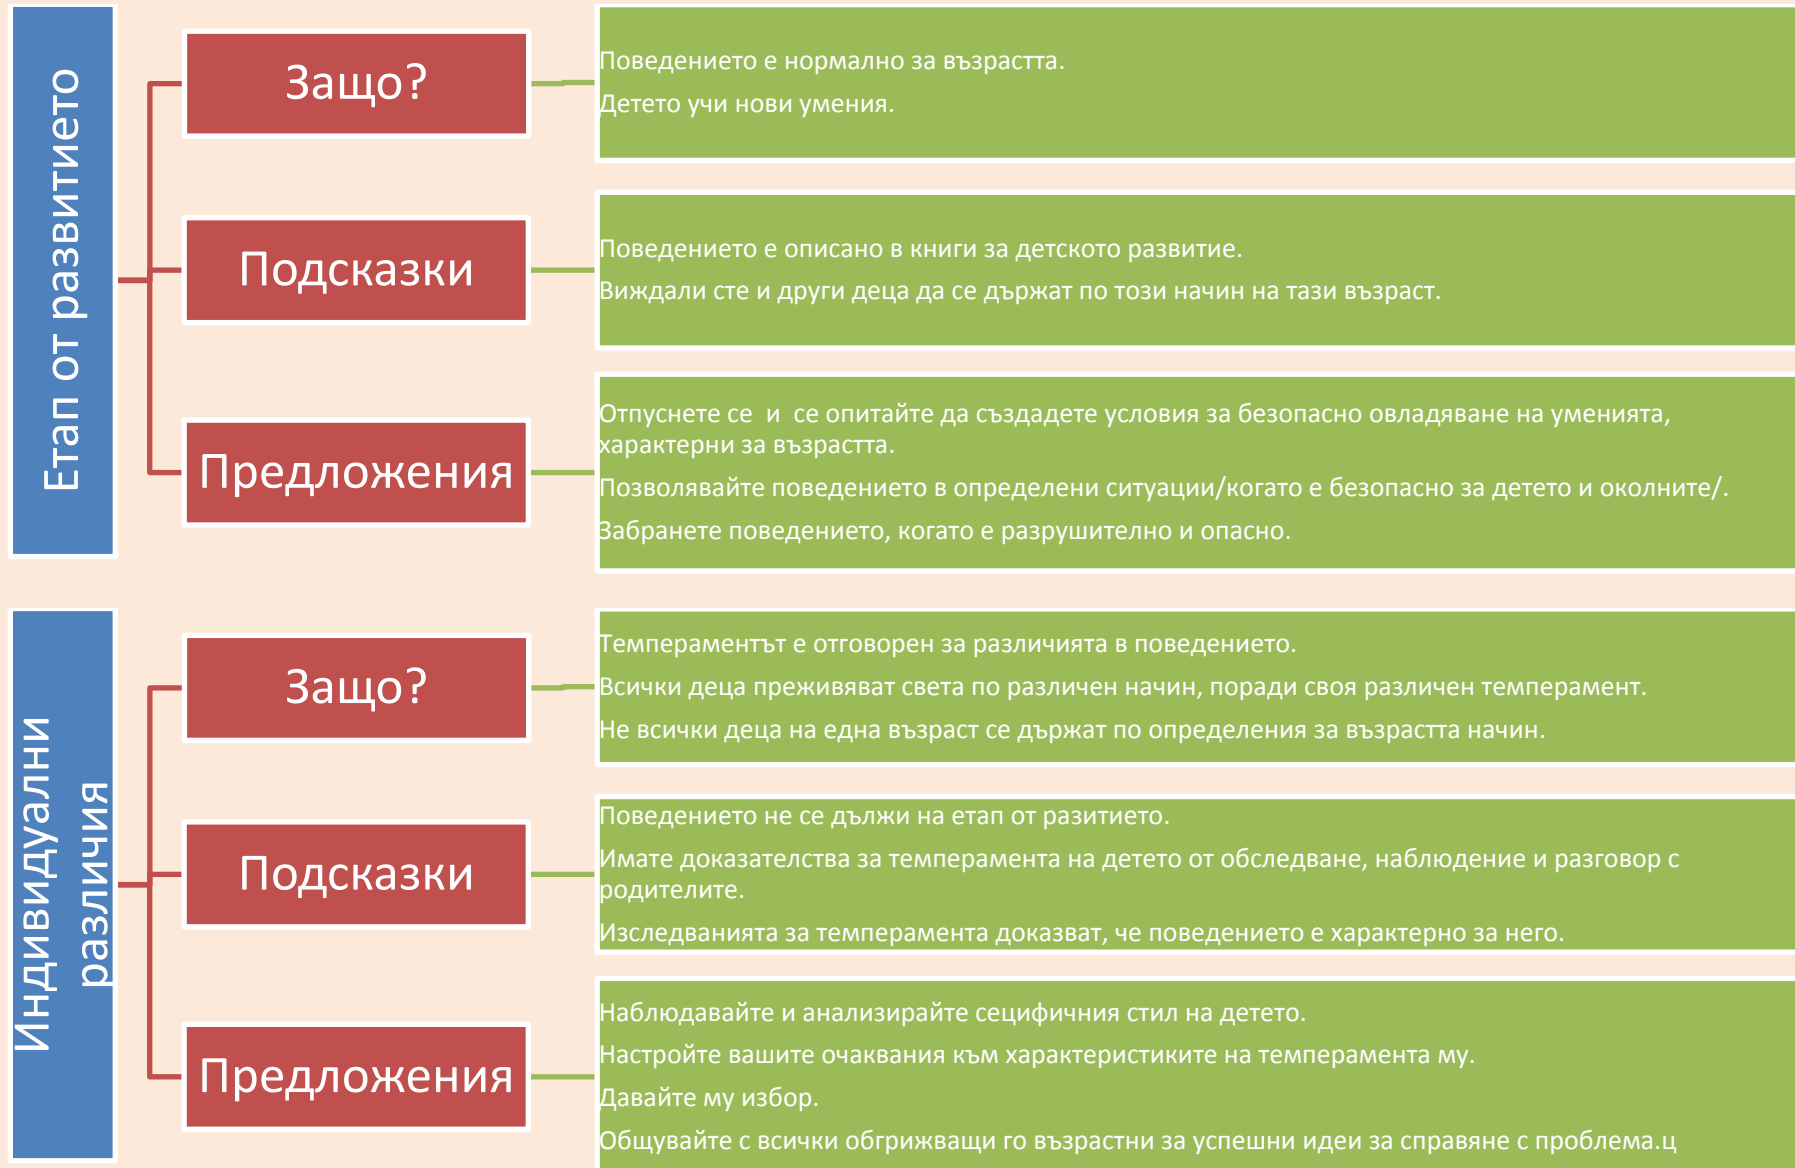 Етап от развитието
Защо?
Поведението е нормално за възрастта.
Детето учи нови умения.
Подсказки
Поведението е описано в книги за детското развитие.
Виждали сте и други деца да се държат по този начин на тази възраст.
Предложения
Отпуснете се и се опитайте да създадете условия за безопасно овладяване на уменията,
характерни за възрастта.
Позволявайте поведението в определени ситуации/когато е безопасно за детето и околните/.
Забранете поведението, когато е разрушително и опасно.
Индивидуални
различия
Защо?
Темпераментът е отговорен за различията в поведението.
Всички деца преживяват света по различен начин, поради своя различен темперамент.
Не всички деца на една възраст се държат по определения за възрастта начин.
Подсказки
Поведението не се дължи на етап от разитието.
Имате доказателства за темперамента на детето от обследване, наблюдение и разговор с
родителите.
Изследванията за темперамента доказват, че поведението е характерно за него.
Предложения
Наблюдавайте и анализирайте сецифичния стил на детето.
Настройте вашите очаквания към характеристиките на темперамента му.
Давайте му избор.
Общувайте с всички обгрижващи го възрастни за успешни идеи за справяне с проблема.ц